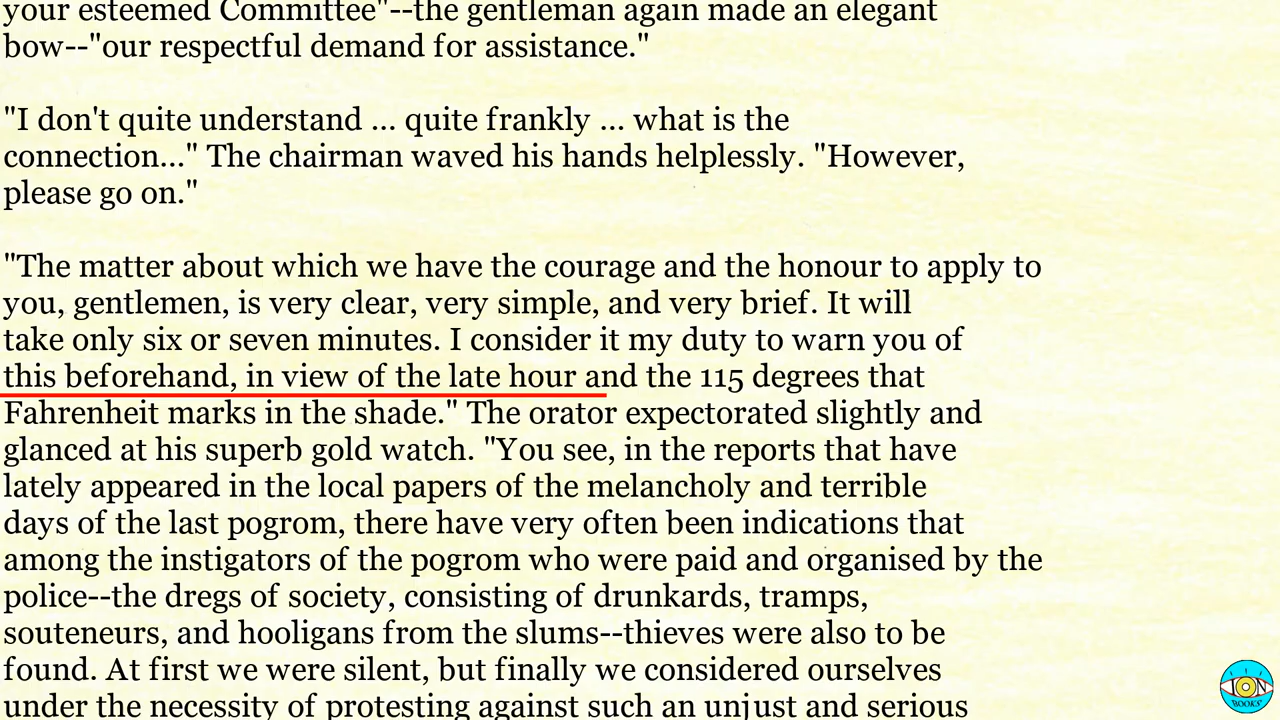 your esteemed Committee"--the gentleman again made an elegant
bow--"our respectful demand for assistance."
"I don't quite understand ... quite frankly ... what is the
connection..." The chairman waved his hands helplessly. "However,
please go on."
"The matter about which we have the courage and the honour to apply to
you, gentlemen, is very clear, very simple, and very brief. It will
take only six or seven minutes. I consider it my duty to warn you of
this beforehand, in view of the late hour and the 115 degrees that
Fahrenheit marks in the shade." The orator expectorated slightly and
glanced at his superb gold watch. "You see, in the reports that have
lately appeared in the local papers of the melancholy and terrible
days of the last pogrom, there have very often been indications that
among the instigators of the pogrom who were paid and organised by the
police--the dregs of society, consisting of drunkards, tramps,
souteneurs, and hooligans from the slums--thieves were also to be
found. At first we were silent, but finally we considered ourselves
under the necessity of protesting against such an unjust and serious
ION
BOOKS